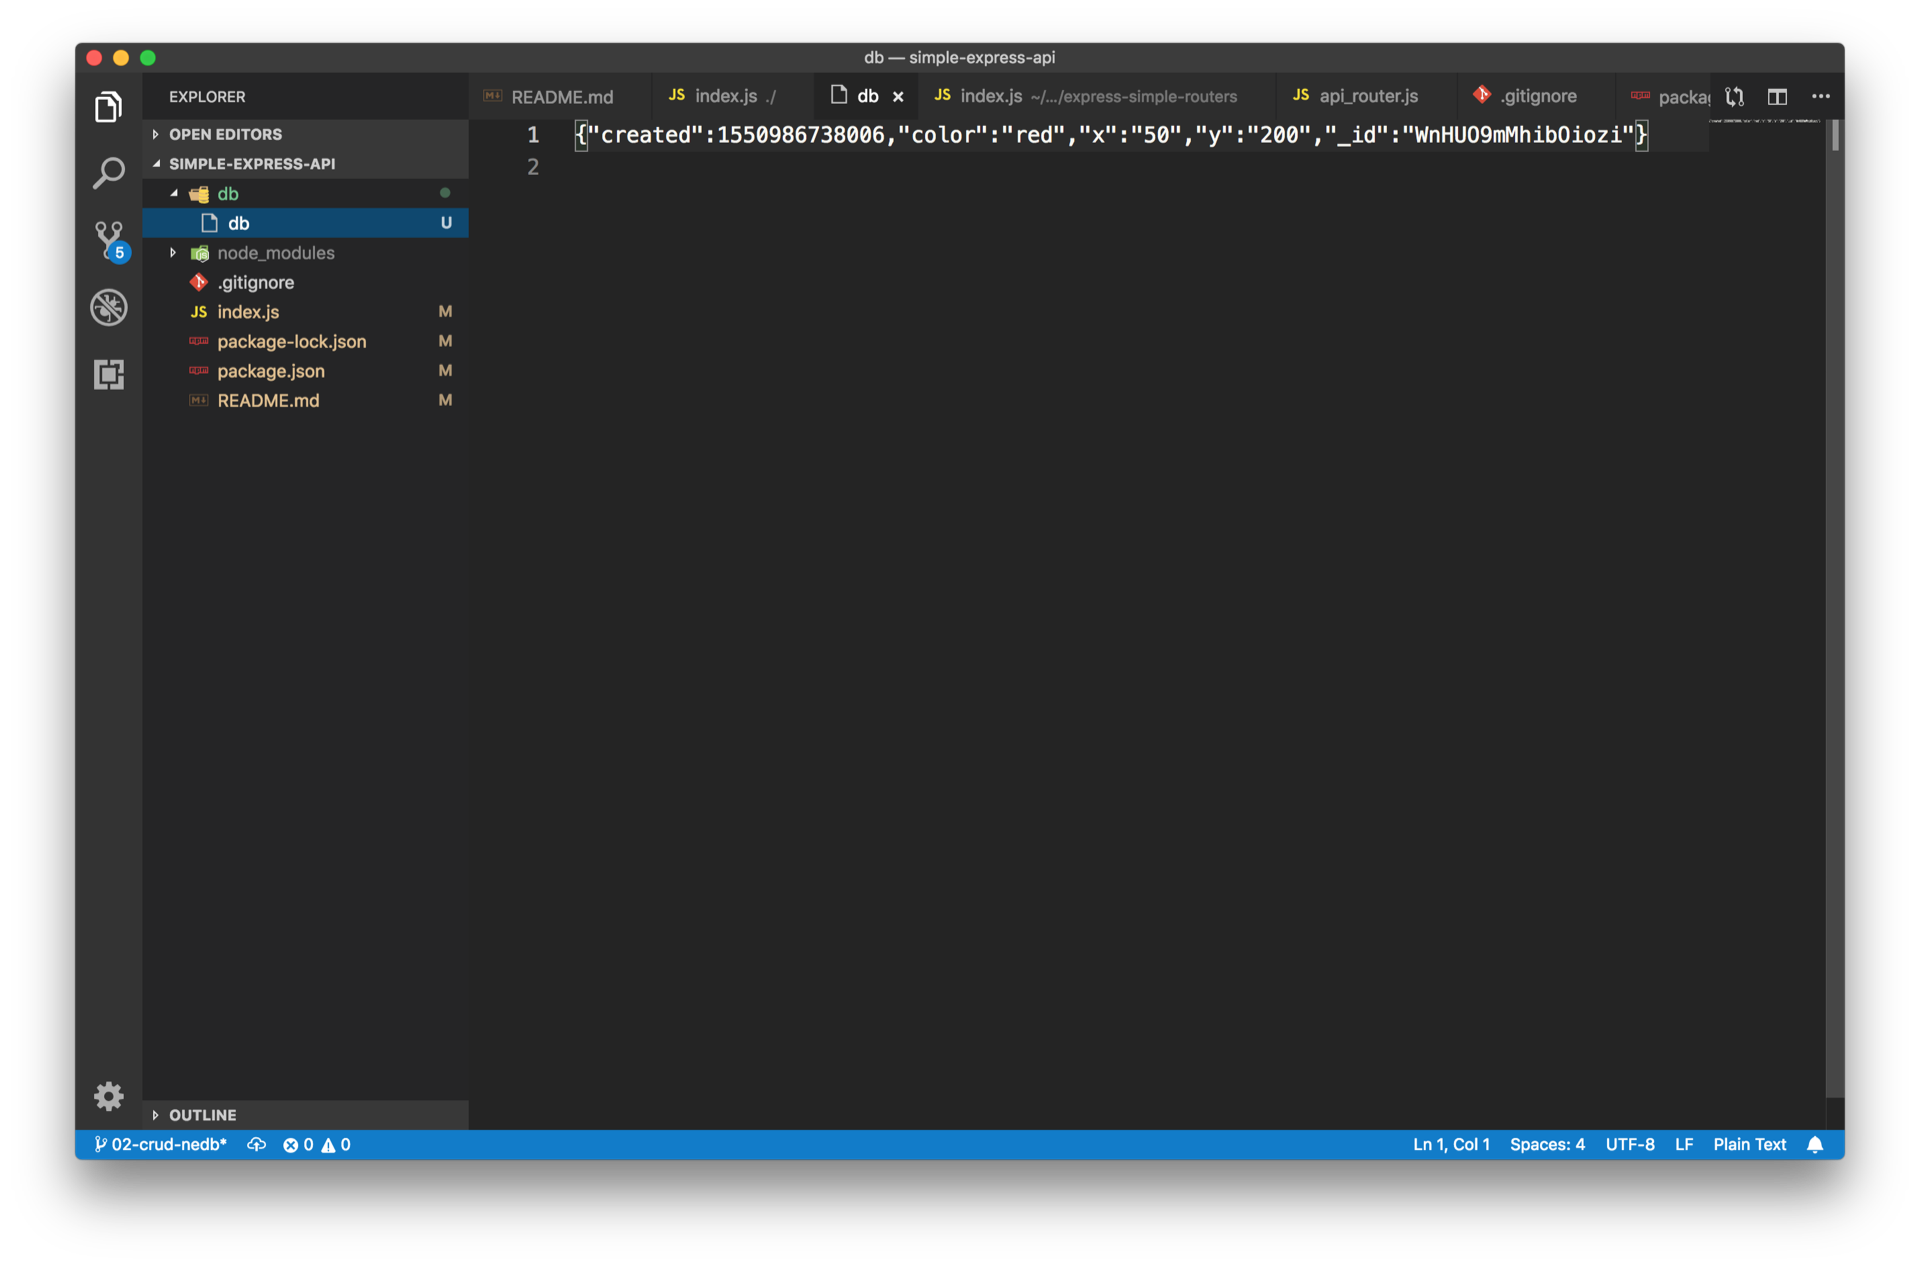 db — simple-express-api
EXPLORER
OPEN EDITORS
SIMPLE-EXPRESS-API
db
db U
node_modules
.gitignore
JS index.js M
package-lock.json M
package.json M
README.md M
OUTLINE
5
README.md
JS index.js ./
db ×
JS index.js ~/.../express-simple-routers
JS api_router.js
.gitignore
packag
1 {"created":1550986738006,"color":"red","x":"50","y":"200","_id":"WnHUO9mMhibOiozi"}
2
02-crud-nedb* 0 0
Ln 1, Col 1 Spaces: 4 UTF-8 LF Plain Text